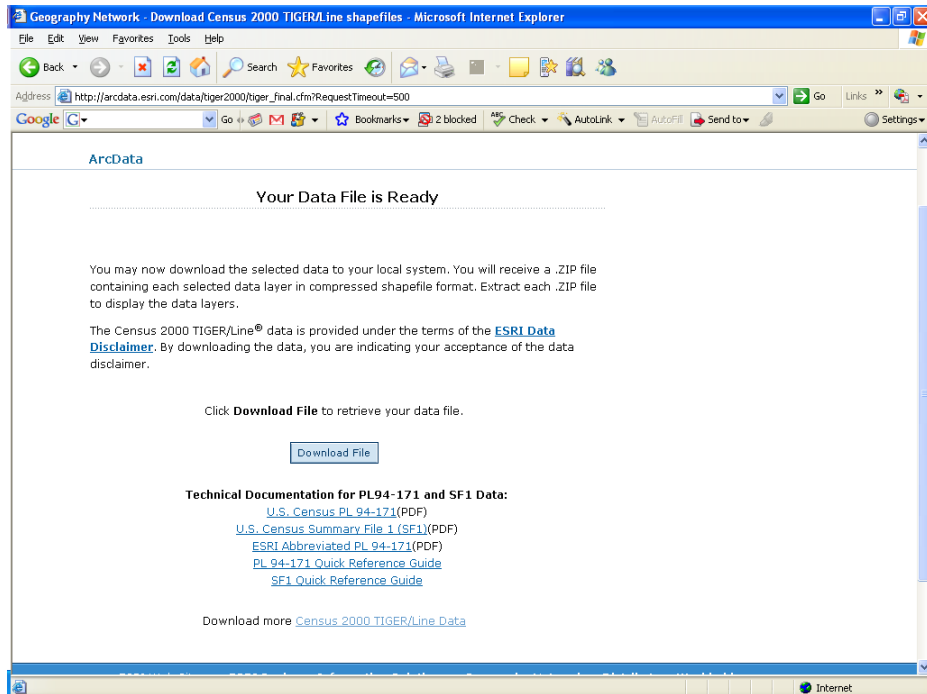 Geography Network - Download Census 2000 TIGER/Line shapefiles - Microsoft Internet Explorer
File Edit View Favorites Tools Help
Back Search Favorites
Address http://arcdata.esri.com/data/tiger2000/tiger_final.cfm?RequestTimeout=500 Go Links »
Google G Go Bookmarks 2 blocked ABC Check AutoLink AutoFill Send to Settings
ArcData
Your Data File is Ready
You may now download the selected data to your local system. You will receive a .ZIP file
containing each selected data layer in compressed shapefile format. Extract each .ZIP file
to display the data layers.
The Census 2000 TIGER/Line® data is provided under the terms of the ESRI Data
Disclaimer. By downloading the data, you are indicating your acceptance of the data
disclaimer.
Click Download File to retrieve your data file.
Download File
Technical Documentation for PL94-171 and SF1 Data:
U.S. Census PL 94-171(PDF)
U.S. Census Summary File 1 (SF1)(PDF)
ESRI Abbreviated PL 94-171(PDF)
PL 94-171 Quick Reference Guide
SF1 Quick Reference Guide
Download more Census 2000 TIGER/Line Data
Internet